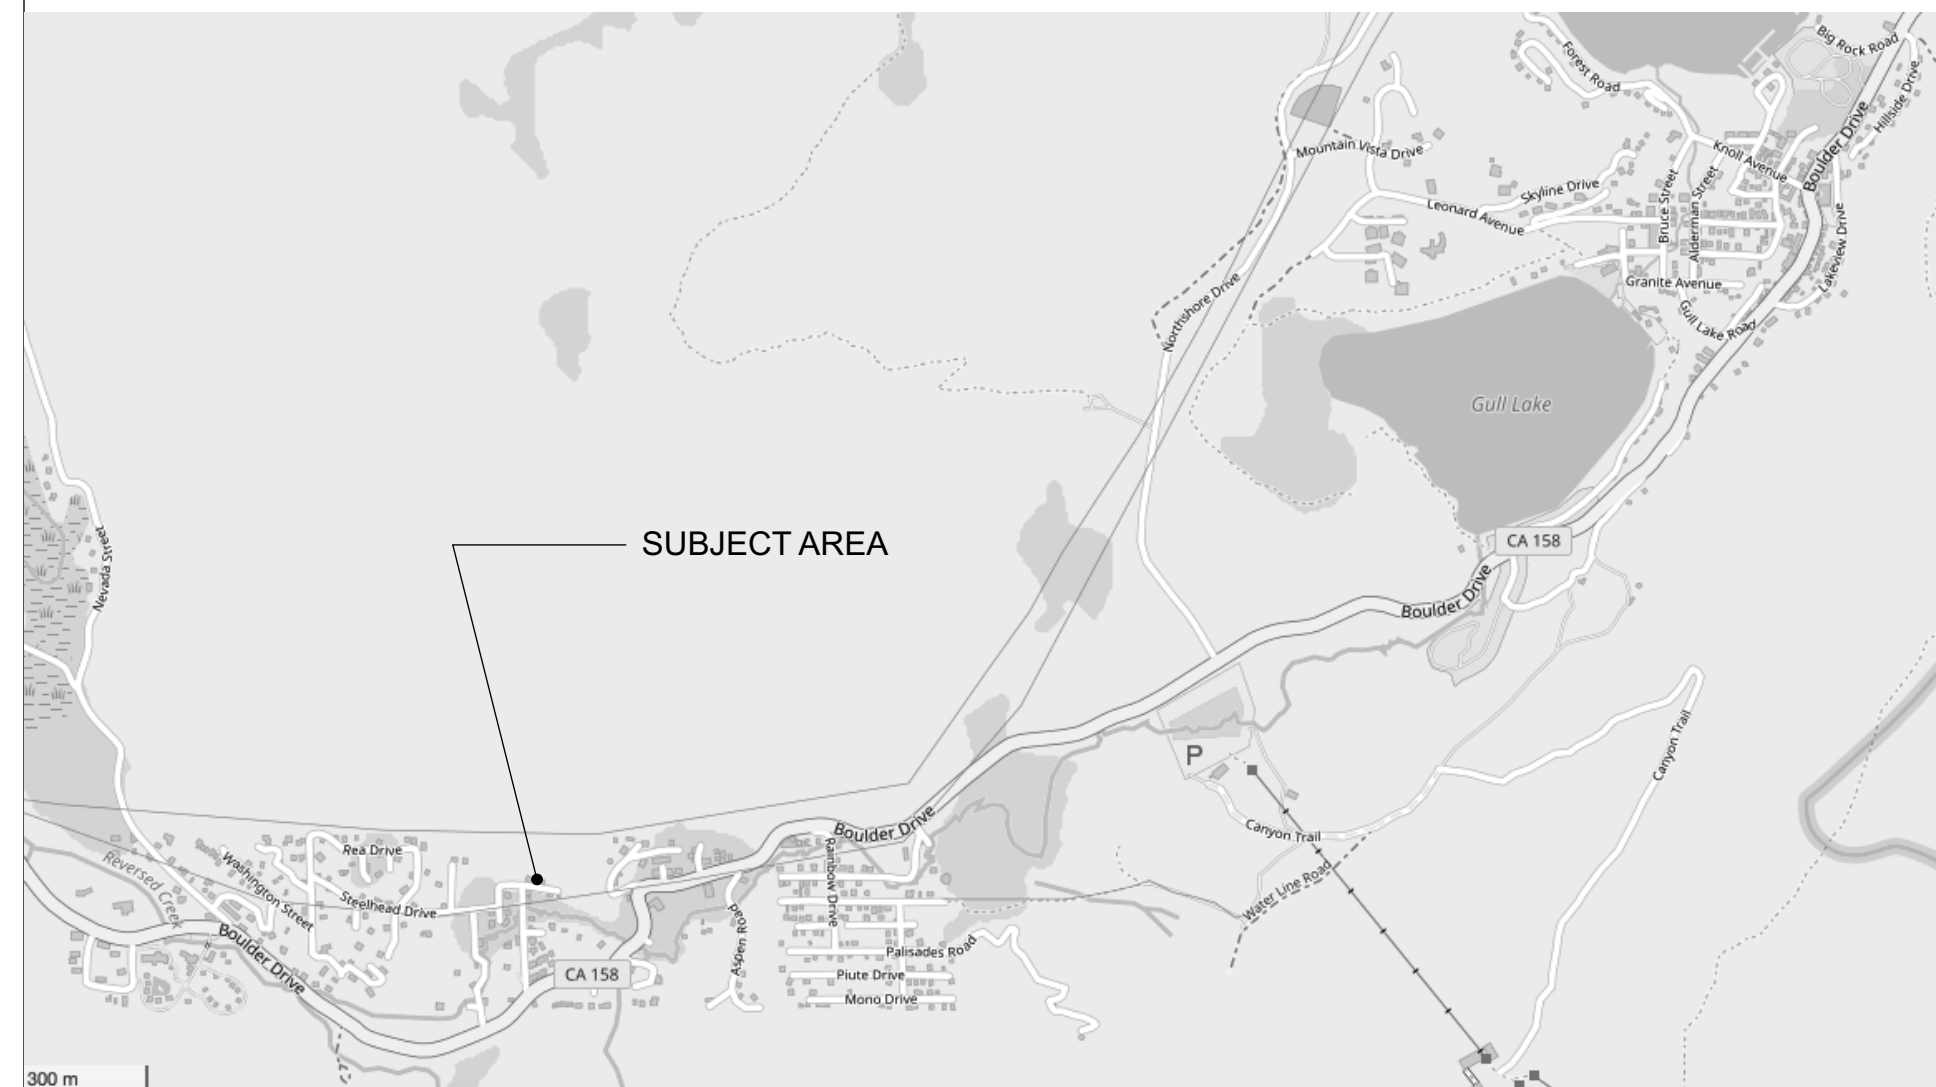 Big Rock Road
Forest Road
Hillside Drive
Boulder Drive
Mountain Vista Drive
Knoll Avenue
Skyline Drive
Bruce Street
Alderman Street
Leonard Avenue
Lakeview Drive
Granite Avenue
Northshore Drive
Gull Lake Road
Gull Lake
SUBJECT AREA
CA 158
Nevada Street
Boulder Drive
Canyon Trail
P
Boulder Drive
Canyon Trail
Rea Drive
Reversed Creek
Washington Street
Steelhead Drive
Rainbow Drive
Water Line Road
Aspen Road
Boulder Drive
Palisades Road
CA 158
Piute Drive
Mono Drive
300 m